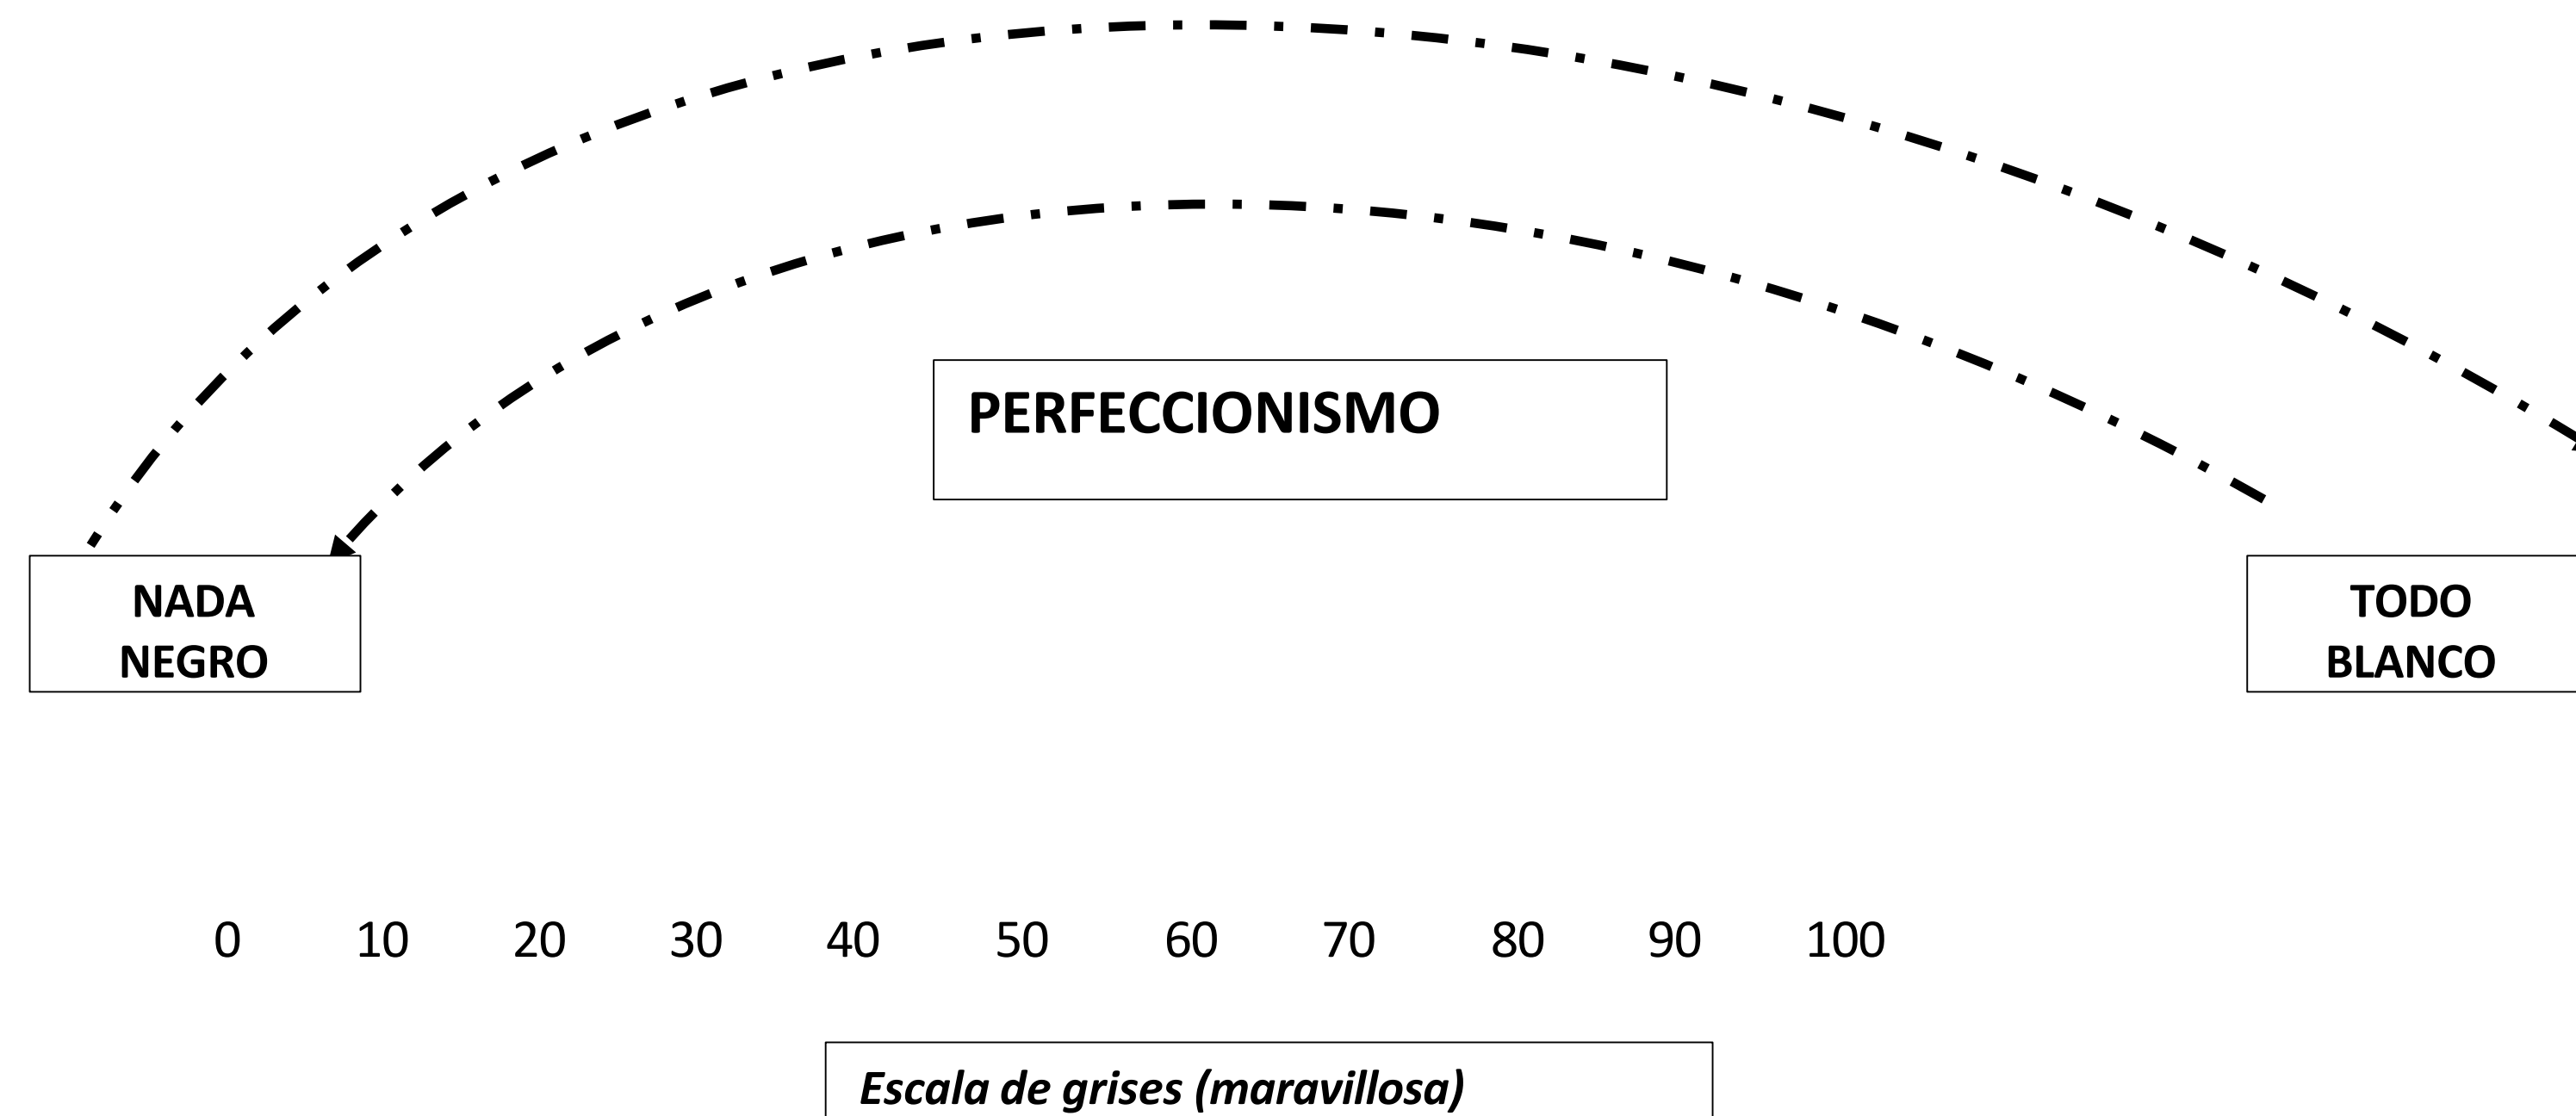 PERFECCIONISMO
NADA
NEGRO
TODO
BLANCO
0 10 20 30 40 50 60 70 80 90 100
Escala de grises (maravillosa)